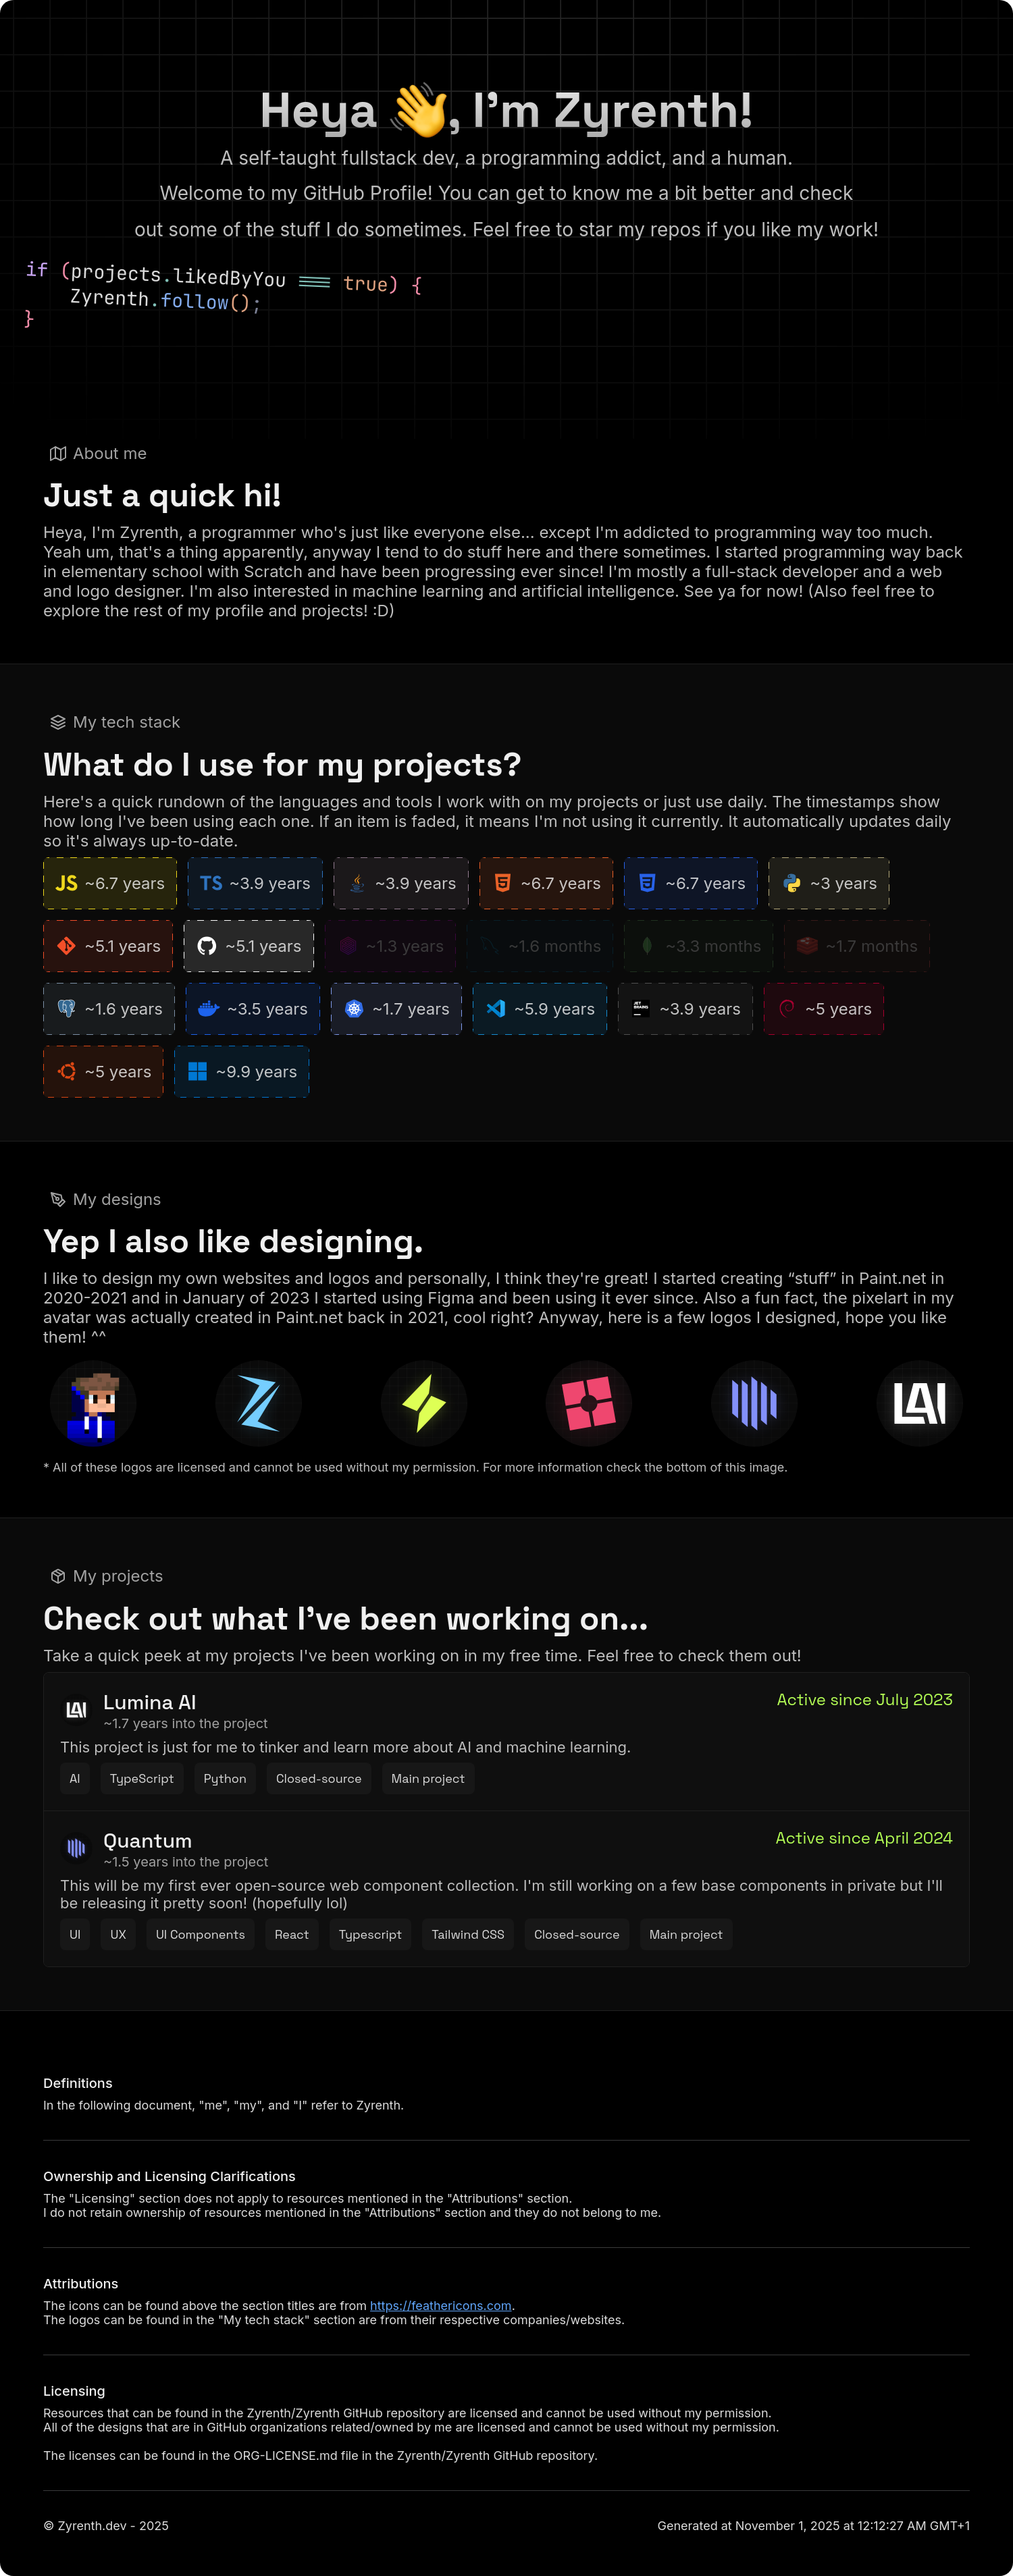 Heya 👋, I’m Zyrenth!
A self-taught fullstack dev, a programming addict, and a human.
Welcome to my GitHub Profile! You can get to know me a bit better and check
out some of the stuff I do sometimes. Feel free to star my repos if you like my work!
if (projects.likedByYou === true) {
Zyrenth.follow();
}
About me
Just a quick hi!
Heya, I'm Zyrenth, a programmer who's just like everyone else... except I'm addicted to programming way too much.
Yeah um, that's a thing apparently, anyway I tend to do stuff here and there sometimes. I started programming way back
in elementary school with Scratch and have been progressing ever since! I'm mostly a full-stack developer and a web
and logo designer. I'm also interested in machine learning and artificial intelligence. See ya for now! (Also feel free to
explore the rest of my profile and projects! :D)
My tech stack
What do I use for my projects?
Here's a quick rundown of the languages and tools I work with on my projects or just use daily. The timestamps show
how long I've been using each one. If an item is faded, it means I'm not using it currently. It automatically updates daily
so it's always up-to-date.
JS ~6.7 years TS ~3.9 years ~3.9 years ~6.7 years ~6.7 years ~3 years
~5.1 years ~5.1 years ~1.3 years ~1.6 months ~3.3 months ~1.7 months
~1.6 years ~3.5 years ~1.7 years ~5.9 years JET BRAINS ~3.9 years ~5 years
~5 years ~9.9 years
My designs
Yep I also like designing.
I like to design my own websites and logos and personally, I think they're great! I started creating “stuff” in Paint.net in
2020-2021 and in January of 2023 I started using Figma and been using it ever since. Also a fun fact, the pixelart in my
avatar was actually created in Paint.net back in 2021, cool right? Anyway, here is a few logos I designed, hope you like
them! ^^
LAI
* All of these logos are licensed and cannot be used without my permission. For more information check the bottom of this image.
My projects
Check out what I’ve been working on...
Take a quick peek at my projects I've been working on in my free time. Feel free to check them out!
LAI Lumina AI Active since July 2023
~1.7 years into the project
This project is just for me to tinker and learn more about AI and machine learning.
AI TypeScript Python Closed-source Main project
Quantum Active since April 2024
~1.5 years into the project
This will be my first ever open-source web component collection. I'm still working on a few base components in private but I'll
be releasing it pretty soon! (hopefully lol)
UI UX UI Components React Typescript Tailwind CSS Closed-source Main project
Definitions
In the following document, "me", "my", and "I" refer to Zyrenth.
Ownership and Licensing Clarifications
The "Licensing" section does not apply to resources mentioned in the "Attributions" section.
I do not retain ownership of resources mentioned in the "Attributions" section and they do not belong to me.
Attributions
The icons can be found above the section titles are from https://feathericons.com.
The logos can be found in the "My tech stack" section are from their respective companies/websites.
Licensing
Resources that can be found in the Zyrenth/Zyrenth GitHub repository are licensed and cannot be used without my permission.
All of the designs that are in GitHub organizations related/owned by me are licensed and cannot be used without my permission.
The licenses can be found in the ORG-LICENSE.md file in the Zyrenth/Zyrenth GitHub repository.
© Zyrenth.dev - 2025 Generated at November 1, 2025 at 12:12:27 AM GMT+1